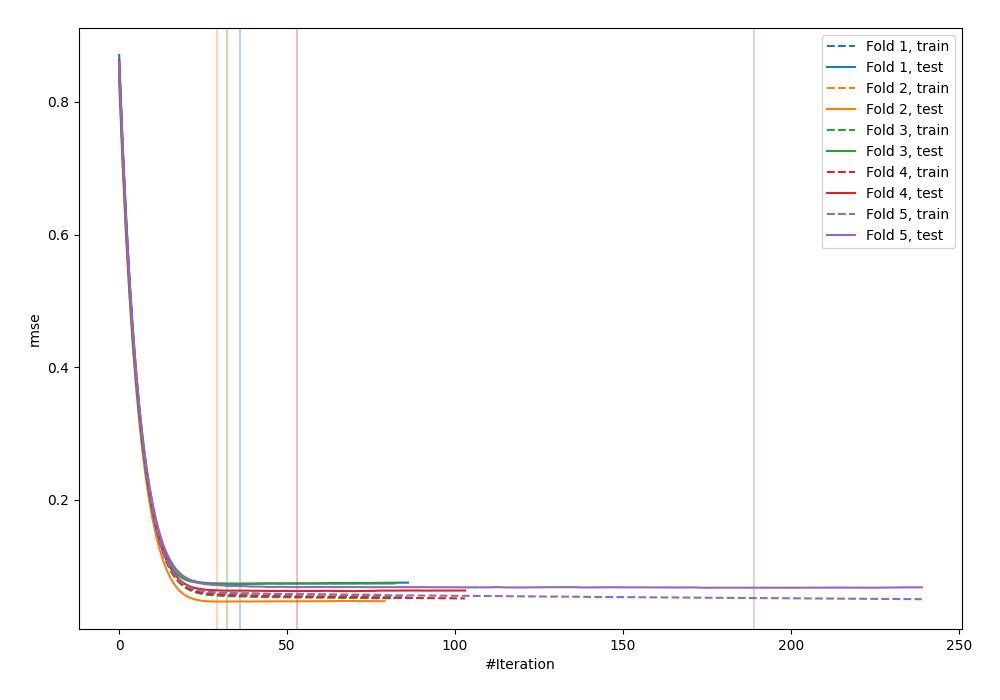 rmse
0.8
0.6
0.4
0.2
0
50
100
150
200
250
#Iteration
Fold 1, train
Fold 1, test
Fold 2, train
Fold 2, test
Fold 3, train
Fold 3, test
Fold 4, train
Fold 4, test
Fold 5, train
Fold 5, test